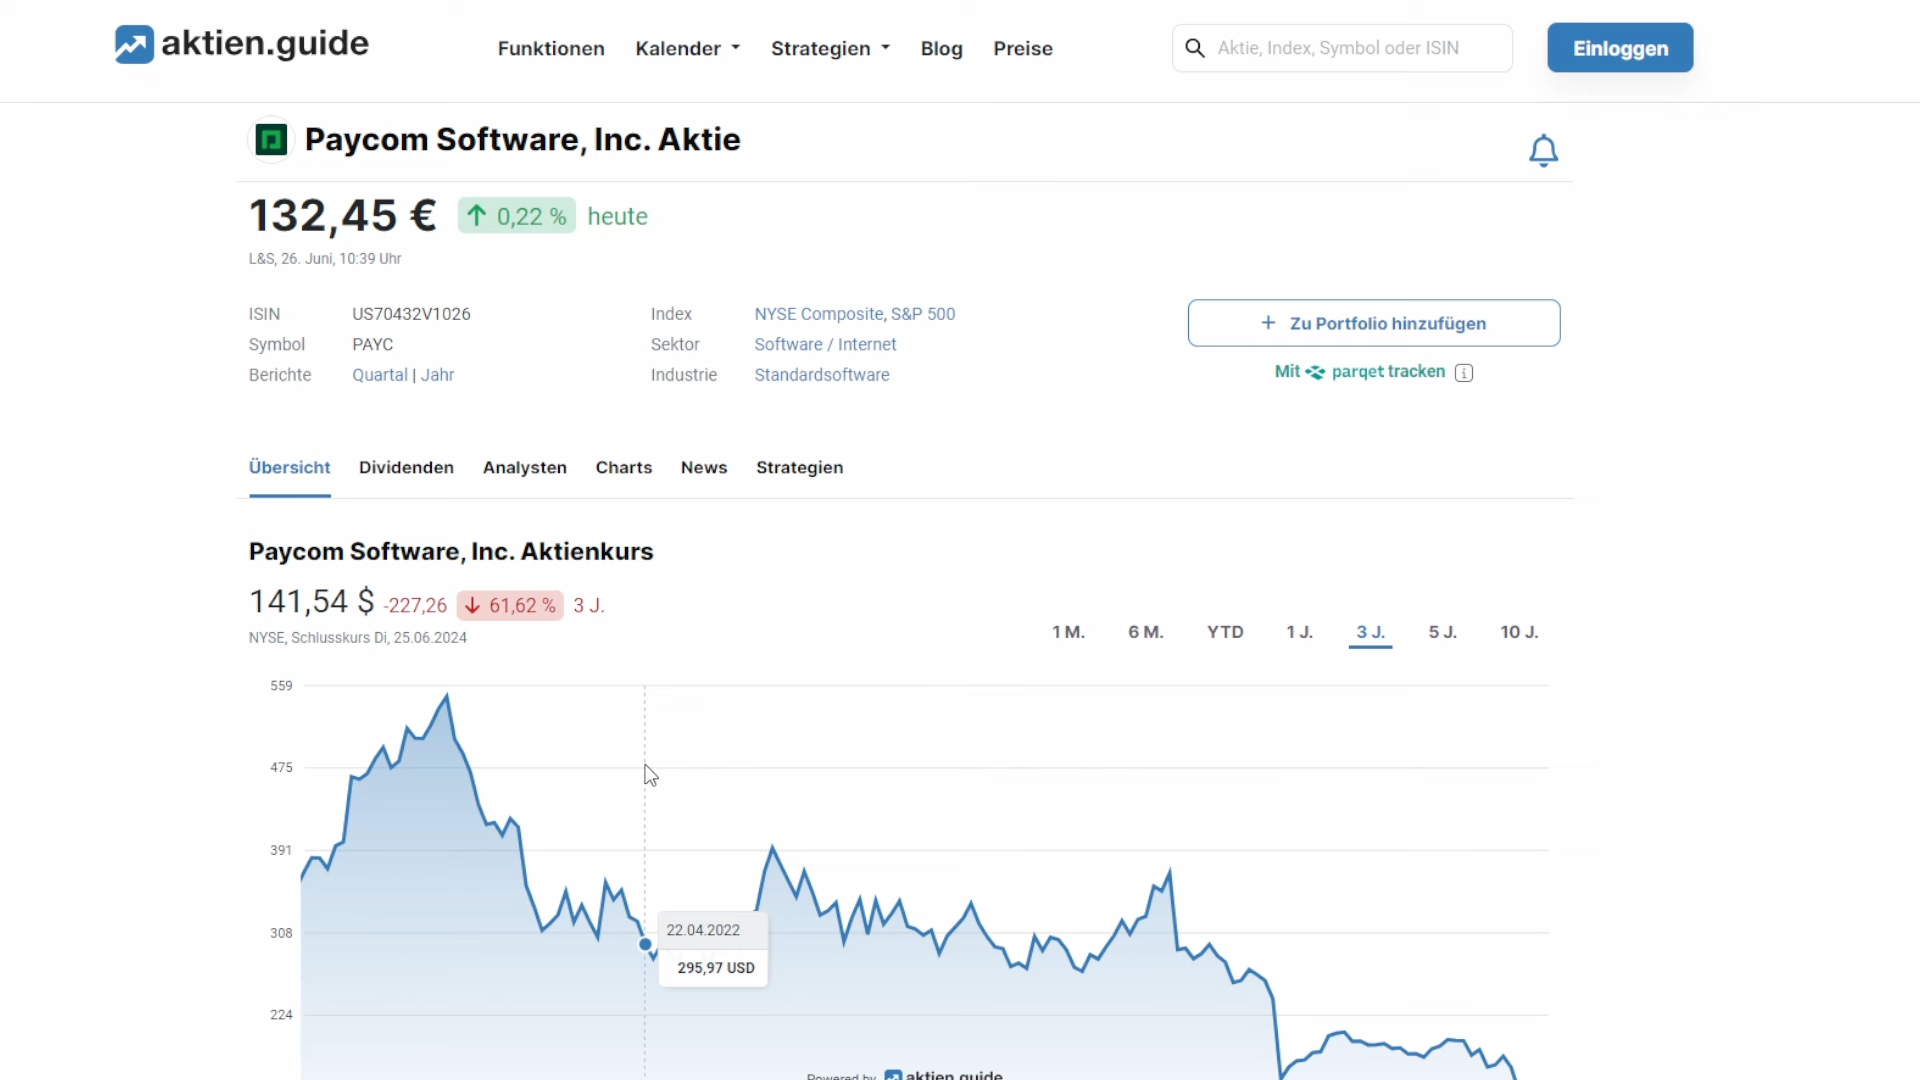 aktien.guide
Funktionen Kalender Strategien Blog Preise
Aktie, Index, Symbol oder ISIN
Einloggen
Paycom Software, Inc. Aktie
132,45 € 0,22 % heute
L&S, 26. Juni, 10:39 Uhr
ISIN US70432V1026
Symbol PAYC
Berichte Quartal | Jahr
Index NYSE Composite, S&P 500
Sektor Software / Internet
Industrie Standardsoftware
+ Zu Portfolio hinzufügen
Mit parqet tracken i
Übersicht Dividenden Analysten Charts News Strategien
Paycom Software, Inc. Aktienkurs
141,54 $ -227,26 61,62 % 3 J.
NYSE, Schlusskurs Di, 25.06.2024
1 M. 6 M. YTD 1 J. 3 J. 5 J. 10 J.
559
475
391
308
224
22.04.2022
295,97 USD
Powered by aktien.guide